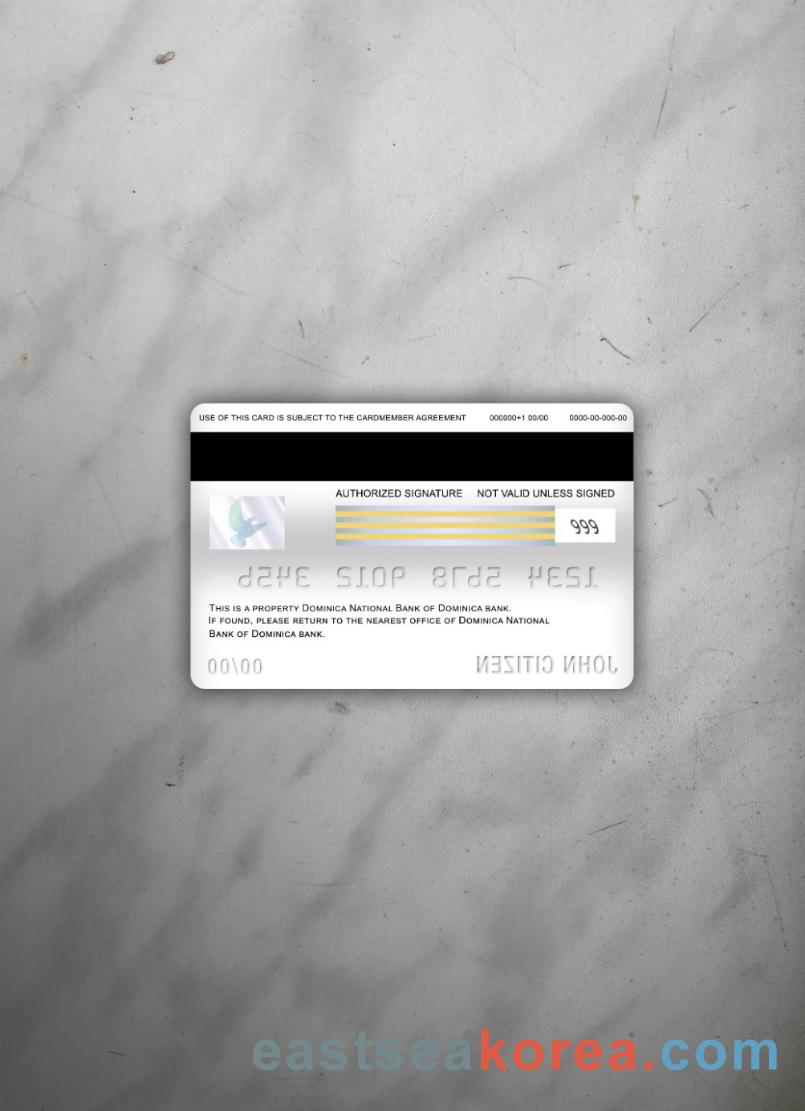 USE OF THIS CARD IS SUBJECT TO THE CARDMEMBER AGREEMENT 000000+1 00/00 0000-00-000-00
AUTHORIZED SIGNATURE NOT VALID UNLESS SIGNED
999
1234 5678 9012 3456
THIS IS A PROPERTY DOMINICA NATIONAL BANK OF DOMINICA BANK.
IF FOUND, PLEASE RETURN TO THE NEAREST OFFICE OF DOMINICA NATIONAL
BANK OF DOMINICA BANK.
00/00 JOHN CITIZEN
eastseakorea.com